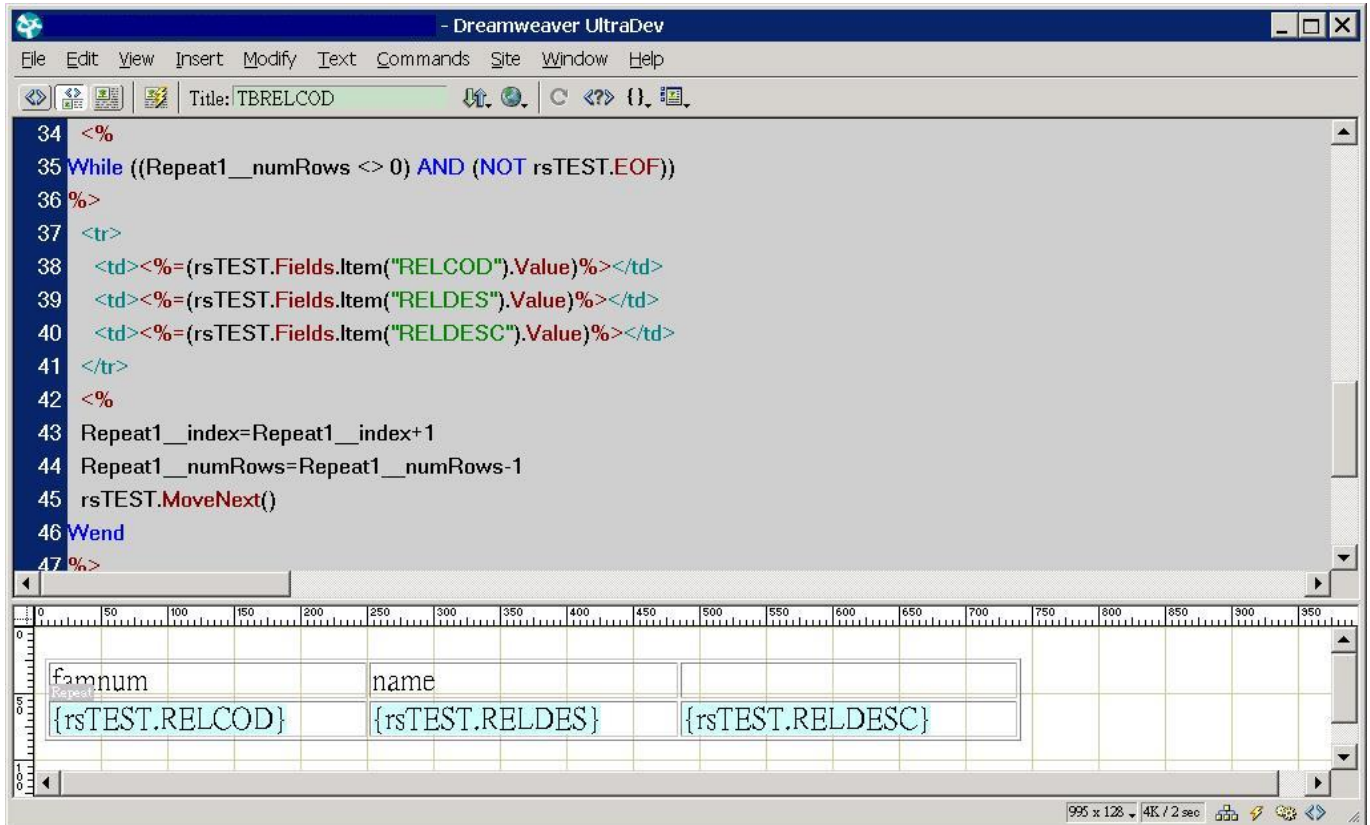 - Dreamweaver UltraDev
File Edit View Insert Modify Text Commands Site Window Help
Title: TBRELCOD
34 <%
35 While ((Repeat1__numRows <> 0) AND (NOT rsTEST.EOF))
36 %>
37 <tr>
38 <td><%=(rsTEST.Fields.Item("RELCOD").Value)%></td>
39 <td><%=(rsTEST.Fields.Item("RELDES").Value)%></td>
40 <td><%=(rsTEST.Fields.Item("RELDESC").Value)%></td>
41 </tr>
42 <%
43 Repeat1__index=Repeat1__index+1
44 Repeat1__numRows=Repeat1__numRows-1
45 rsTEST.MoveNext()
46 Wend
47 %>
0 50 100 150 200 250 300 350 400 450 500 550 600 650 700 750 800 850 900 950
0
famnum name
Repeat
50
{rsTEST.RELCOD} {rsTEST.RELDES} {rsTEST.RELDESC}
100
995 x 128 4K / 2 sec